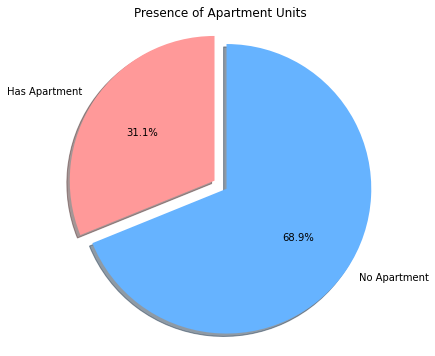 Presence of Apartment Units
Has Apartment
31.1%
68.9%
No Apartment